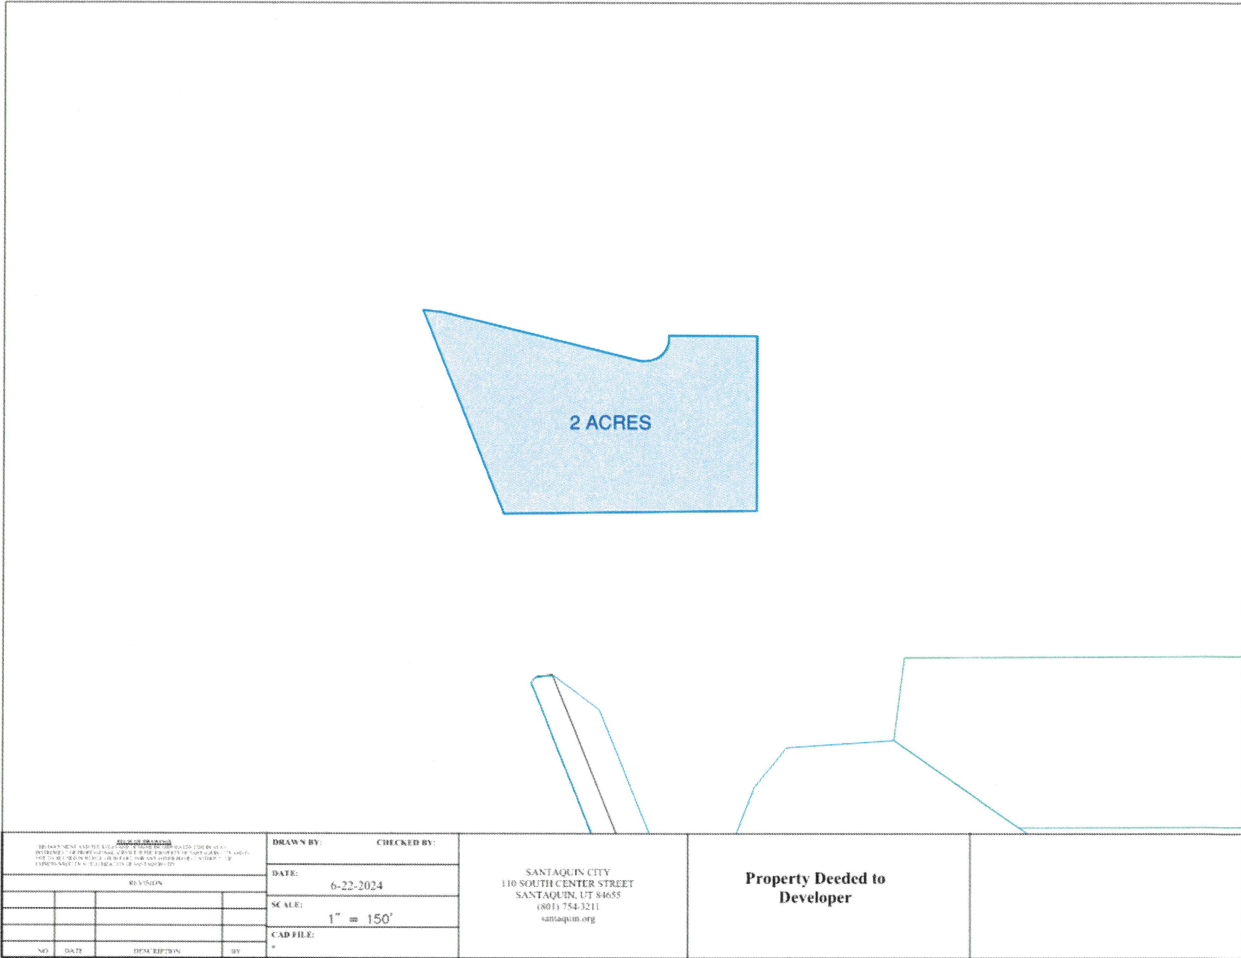 2 ACRES
REVISION
NO DATE DESCRIPTION BY
DRAWN BY: CHECKED BY:
DATE:
6-22-2024
SCALE:
1" = 150'
CAD FILE:
SANTAQUIN CITY
110 SOUTH CENTER STREET
SANTAQUIN, UT 84655
(801) 754-3211
santaquin.org
Property Deeded to
Developer